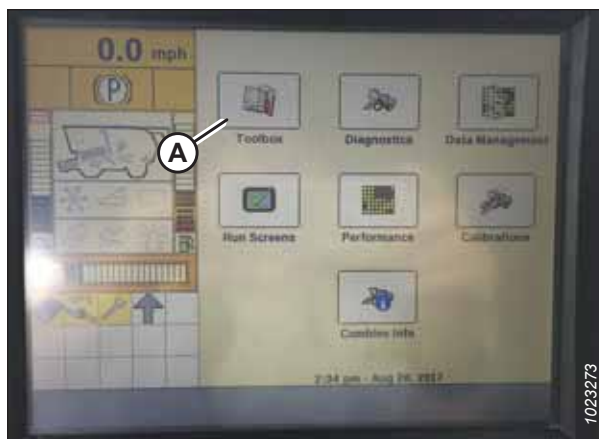 0.0 mph
(P)
A
Toolbox
Diagnostics
Data Management
Run Screens
Performance
Calibrations
Combine Info
2:34 pm - Aug 24, 2017
1023273